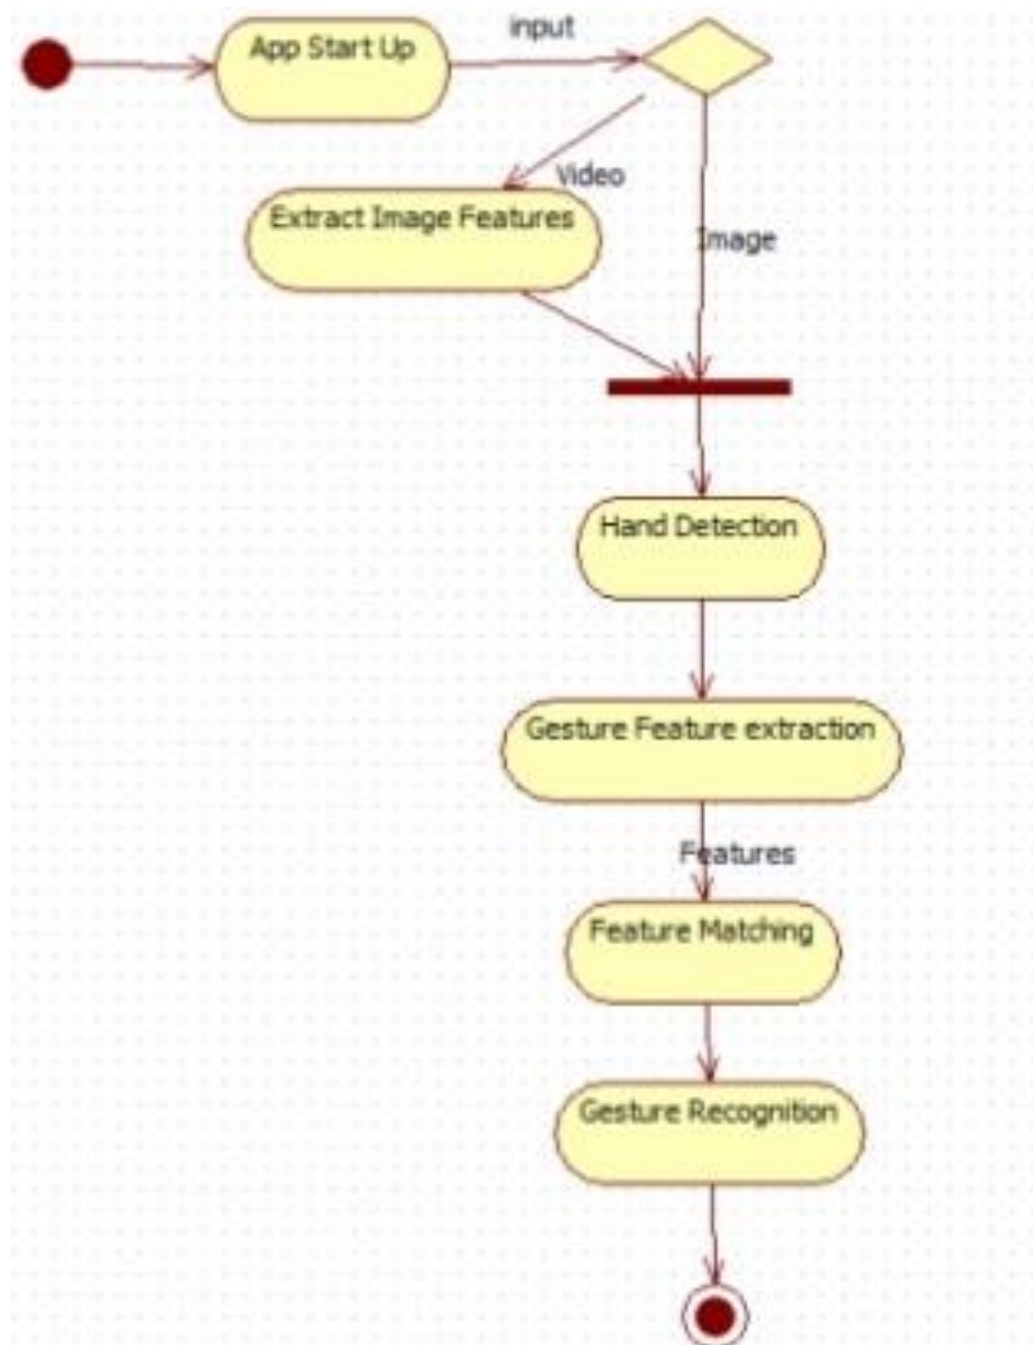 App Start Up
input
Video
Extract Image Features
Image
Hand Detection
Gesture Feature extraction
Features
Feature Matching
Gesture Recognition